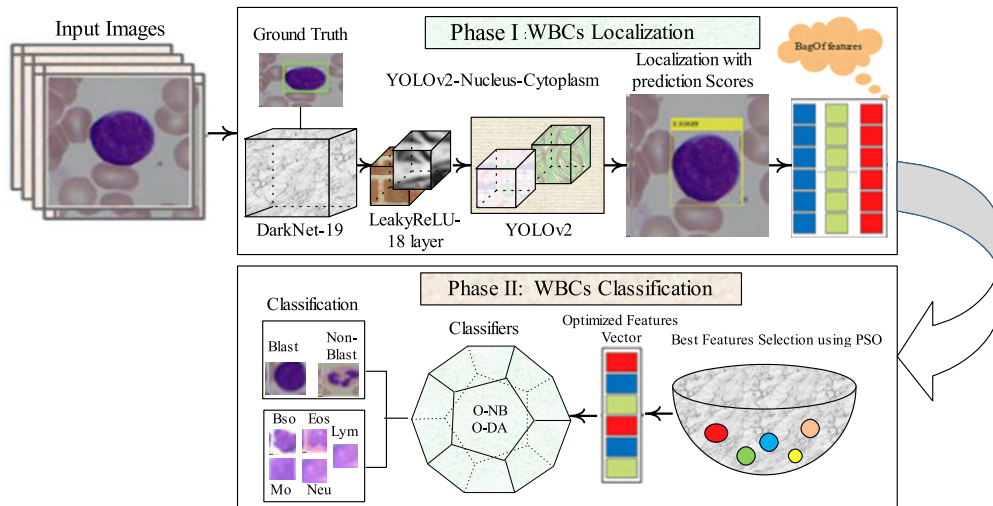 Input Images
Ground Truth
Phase I :WBCs Localization
YOLOv2-Nucleus-Cytoplasm
Localization with
prediction Scores
BagOf features
DarkNet-19
LeakyReLU-
18 layer
YOLOv2
Phase II: WBCs Classification
Classification
Blast
Non-
Blast
Bso
Eos
Lym
Mo
Neu
Classifiers
O-NB
O-DA
Optimized Features
Vector
Best Features Selection using PSO